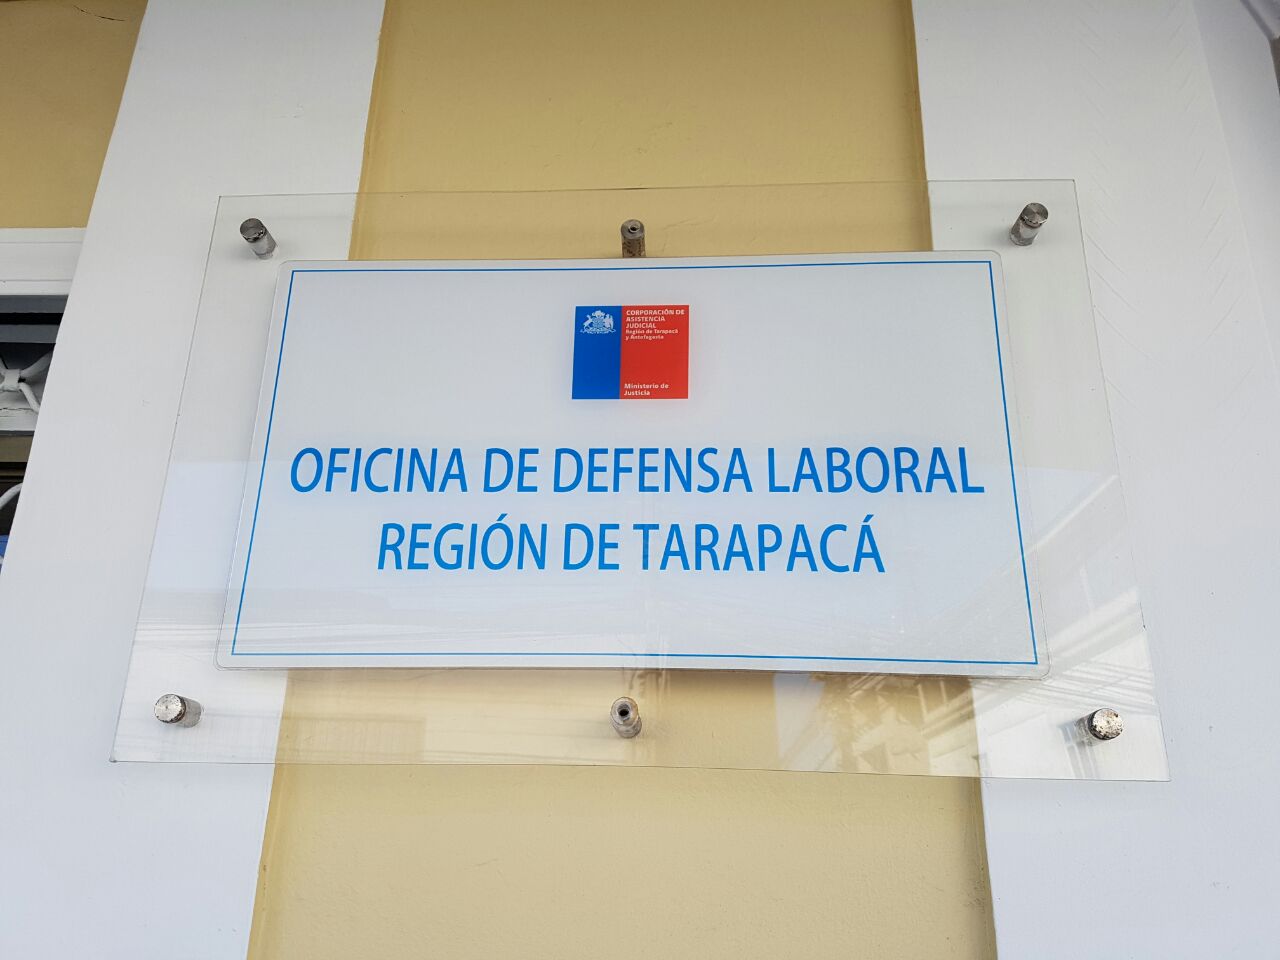 CORPORACIÓN DE
ASISTENCIA
JUDICIAL
Región de Tarapacá
y Antofagasta
Ministerio de
Justicia
OFICINA DE DEFENSA LABORAL
REGIÓN DE TARAPACÁ